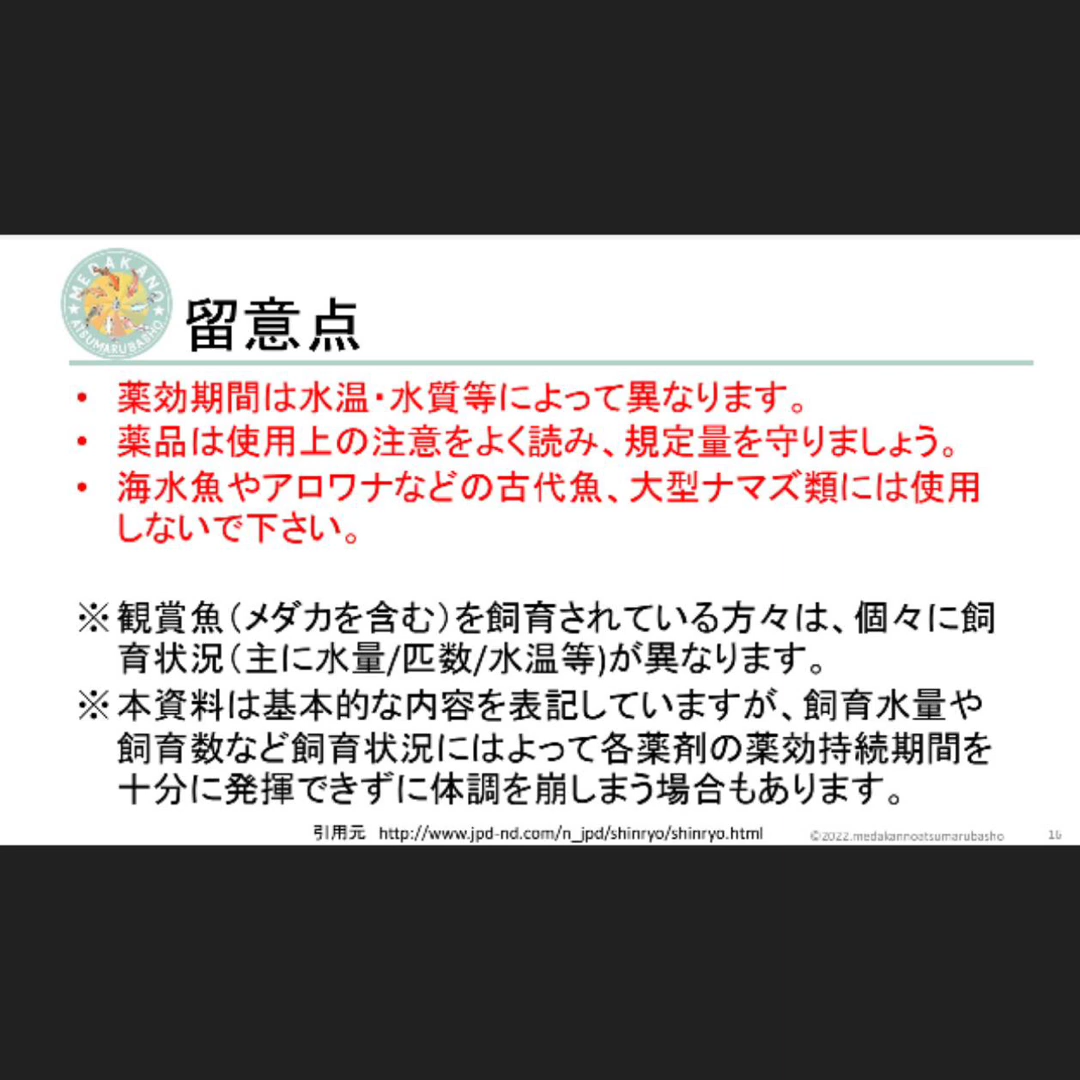 MEDAKANO
ATSUMARUBASHO
留意点
• 薬効期間は水温・水質等によって異なります。
• 薬品は使用上の注意をよく読み、規定量を守りましょう。
• 海水魚やアロワナなどの古代魚、大型ナマズ類には使用
しないで下さい。
※観賞魚(メダカを含む)を飼育されている方々は、個々に飼
育状況(主に水量/匹数/水温等)が異なります。
※本資料は基本的な内容を表記していますが、飼育水量や
飼育数など飼育状況にはよって各薬剤の薬効持続期間を
十分に発揮できずに体調を崩しまう場合もあります。
引用元 http://www.jpd-nd.com/n_jpd/shinryo/shinryo.html
©2022.medakannoatsumarubasho
16